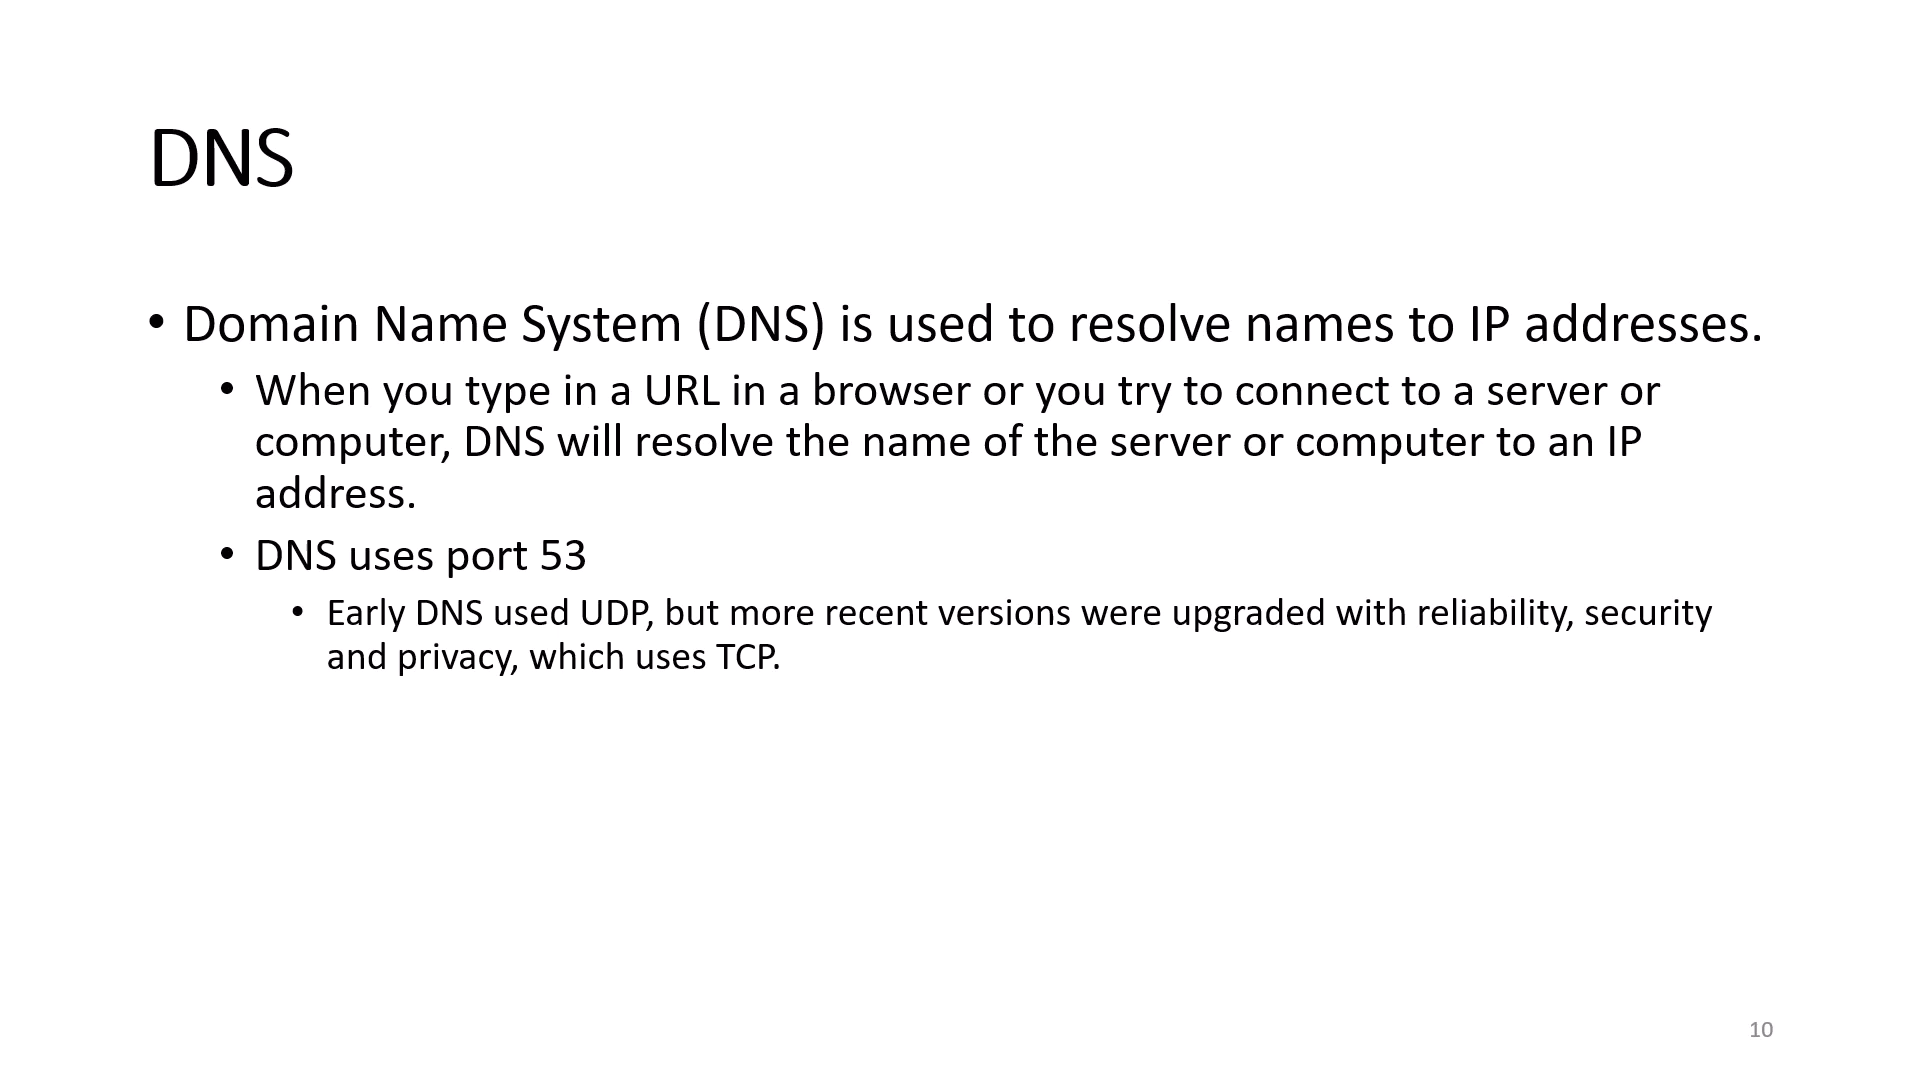 DNS
• Domain Name System (DNS) is used to resolve names to IP addresses.
• When you type in a URL in a browser or you try to connect to a server or
computer, DNS will resolve the name of the server or computer to an IP
address.
• DNS uses port 53
• Early DNS used UDP, but more recent versions were upgraded with reliability, security
and privacy, which uses TCP.
10